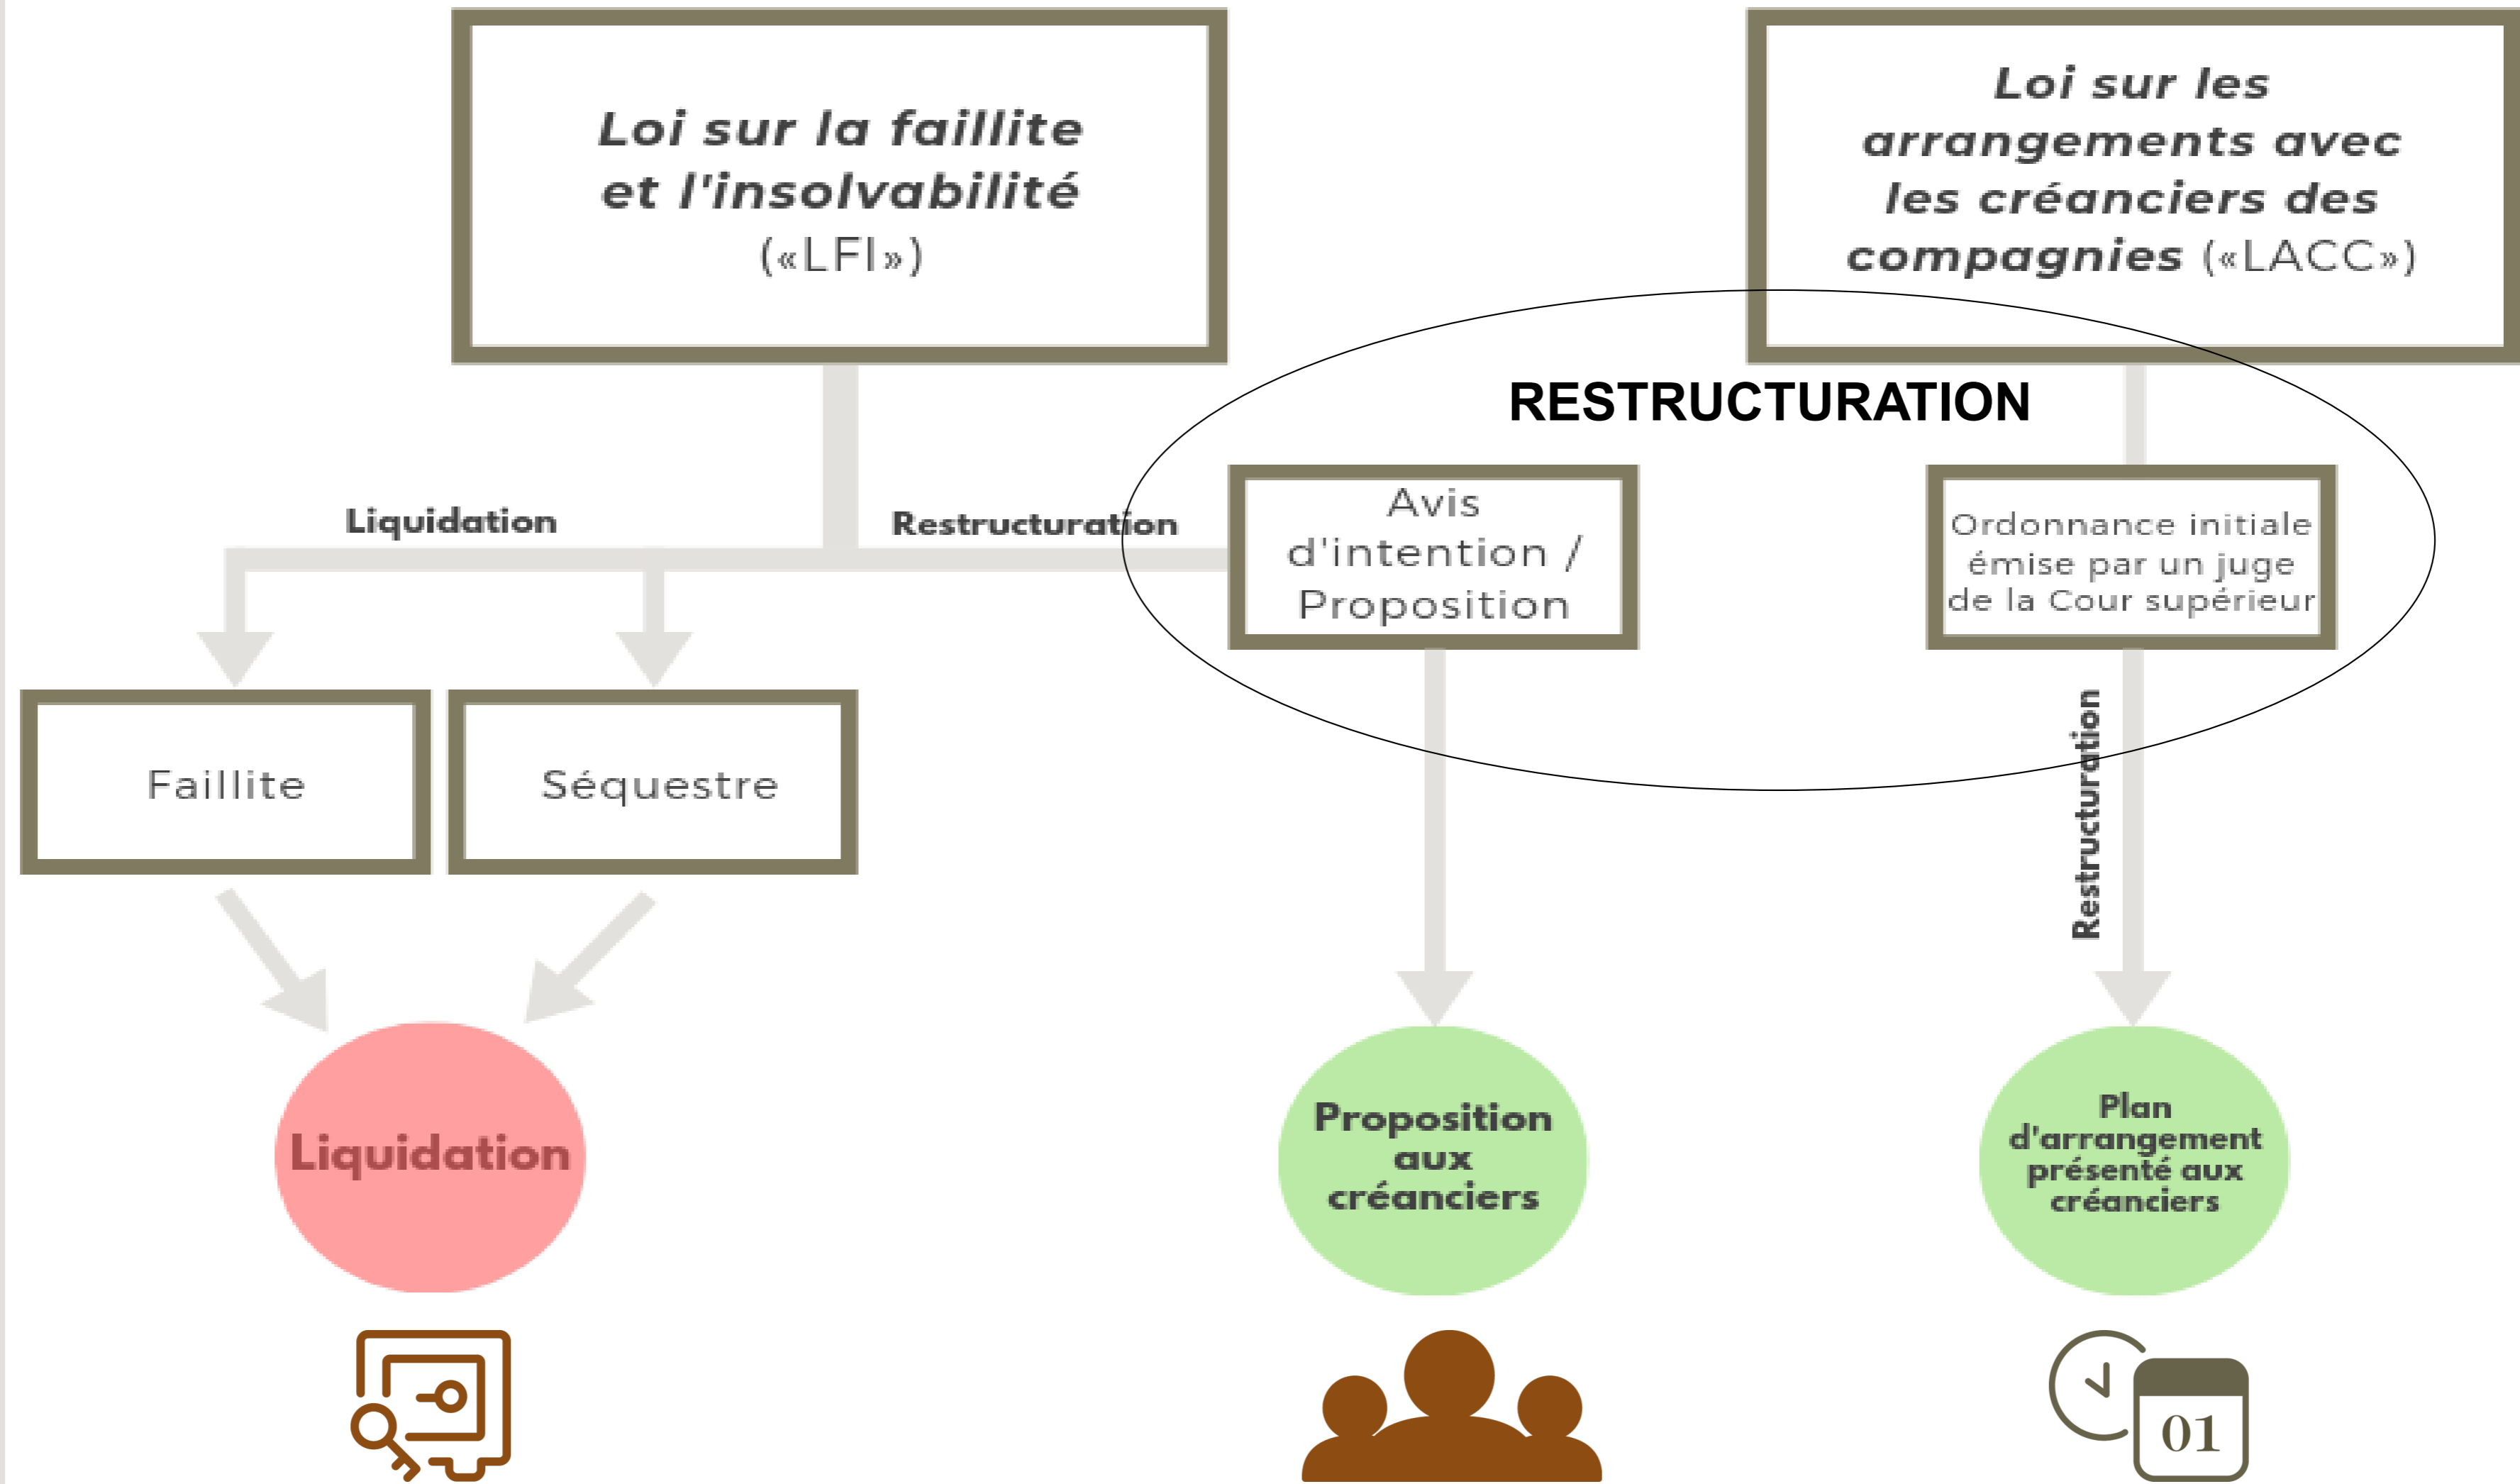 Loi sur la faillite
et l'insolvabilité
(«LFI»)
Loi sur les
arrangements avec
les créanciers des
compagnies («LACC»)
RESTRUCTURATION
Liquidation
Restructuration
Avis
d'intention /
Proposition
Ordonnance initiale
émise par un juge
de la Cour supérieur
Restructuration
Faillite
Séquestre
Liquidation
Proposition
aux
créanciers
Plan
d'arrangement
présenté aux
créanciers
01